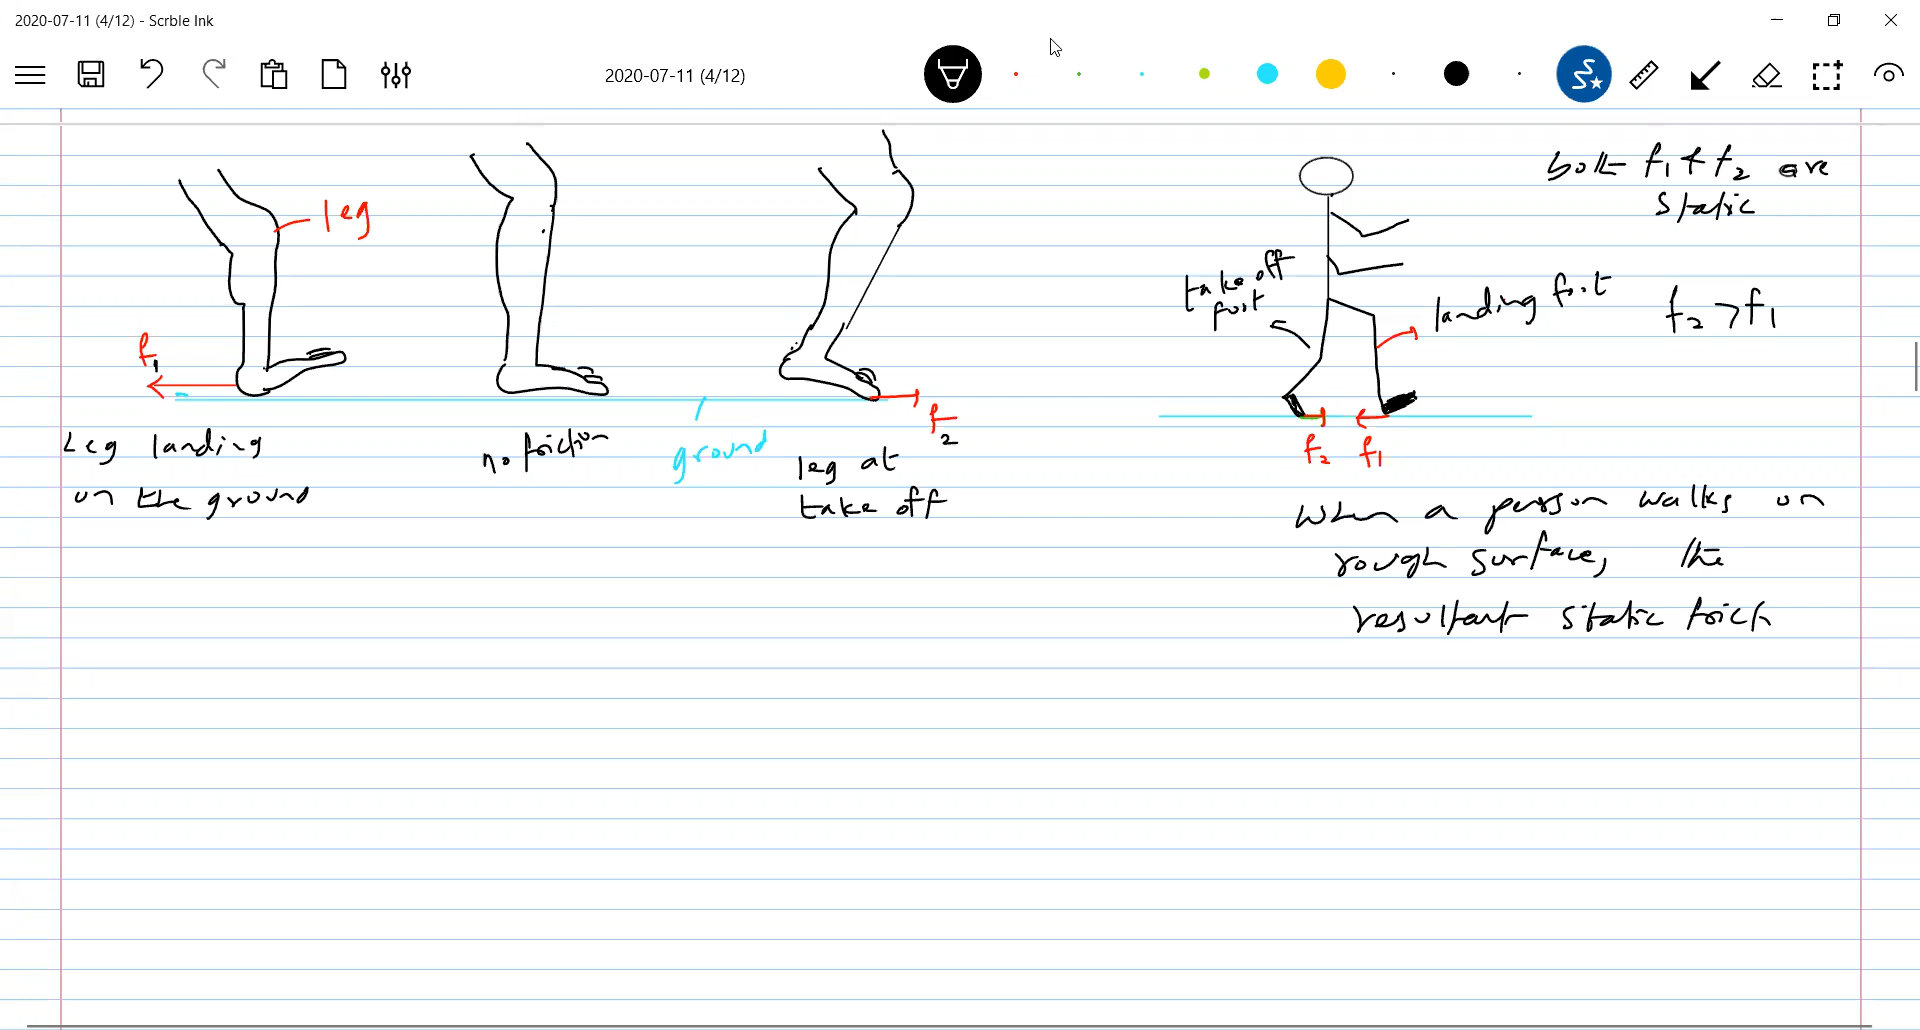 2020-07-11 (4/12) - Scrble Ink
2020-07-11 (4/12)
leg
f₁
Leg landing
on the ground
no friction
ground
leg at
take off
f₂
both f₁ & f₂ are
static
take off
foot
landing foot
f₂ > f₁
f₂ f₁
When a person walks on
rough surface, the
resultant static frict